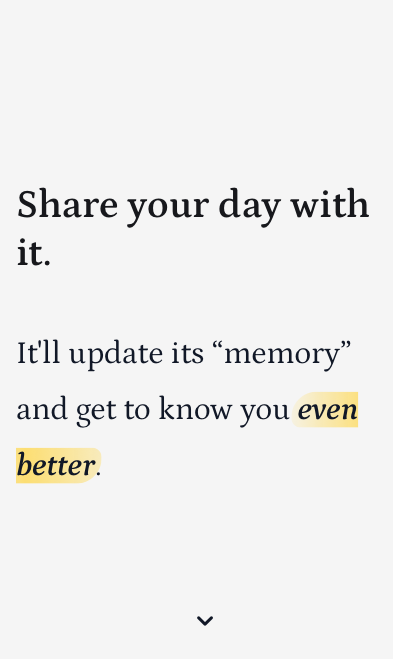 Share your day with
it.
It'll update its “memory”
and get to know you even
better.